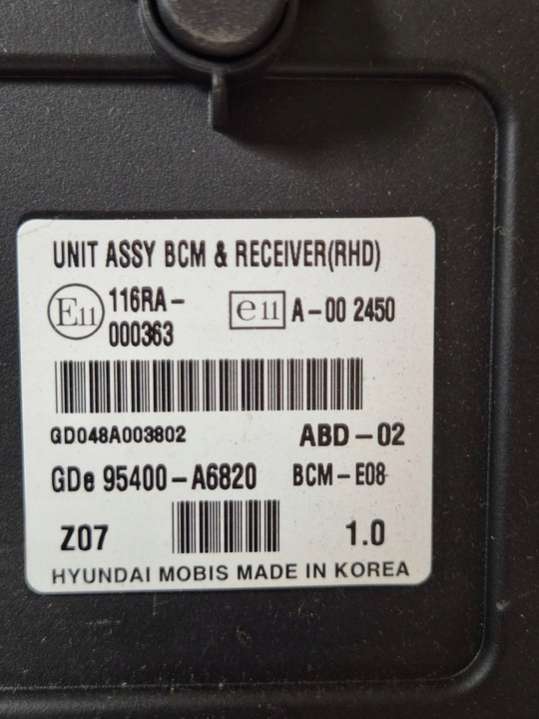 UNIT ASSY BCM & RECEIVER(RHD)
E11 116RA-000363 e11 A-00 2450
GD048A003802 ABD-02
GDe 95400-A6820 BCM-E08
Z07 1.0
HYUNDAI MOBIS MADE IN KOREA